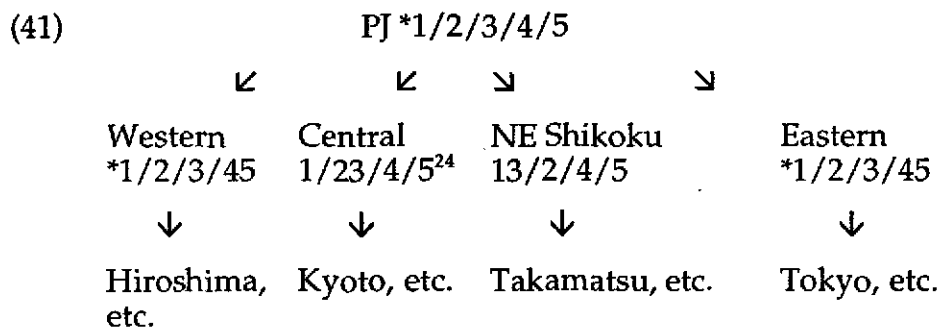 (41) PJ *1/2/3/4/5
↙ ↙ ↘ ↘
Western Central NE Shikoku Eastern
*1/2/3/45 1/23/4/5²⁴ 13/2/4/5 *1/2/3/45
↓ ↓ ↓ ↓
Hiroshima, Kyoto, etc. Takamatsu, etc. Tokyo, etc.
etc.